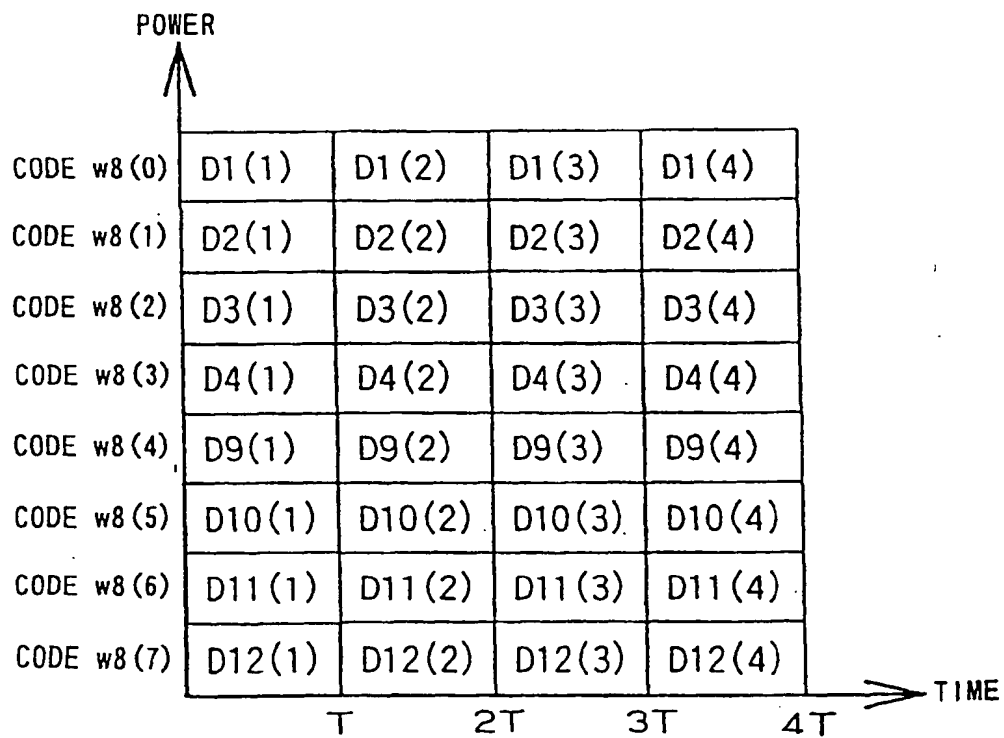 POWER
CODE w8(0) D1(1) D1(2) D1(3) D1(4)
CODE w8(1) D2(1) D2(2) D2(3) D2(4)
CODE w8(2) D3(1) D3(2) D3(3) D3(4)
CODE w8(3) D4(1) D4(2) D4(3) D4(4)
CODE w8(4) D9(1) D9(2) D9(3) D9(4)
CODE w8(5) D10(1) D10(2) D10(3) D10(4)
CODE w8(6) D11(1) D11(2) D11(3) D11(4)
CODE w8(7) D12(1) D12(2) D12(3) D12(4)
TIME
T 2T 3T 4T